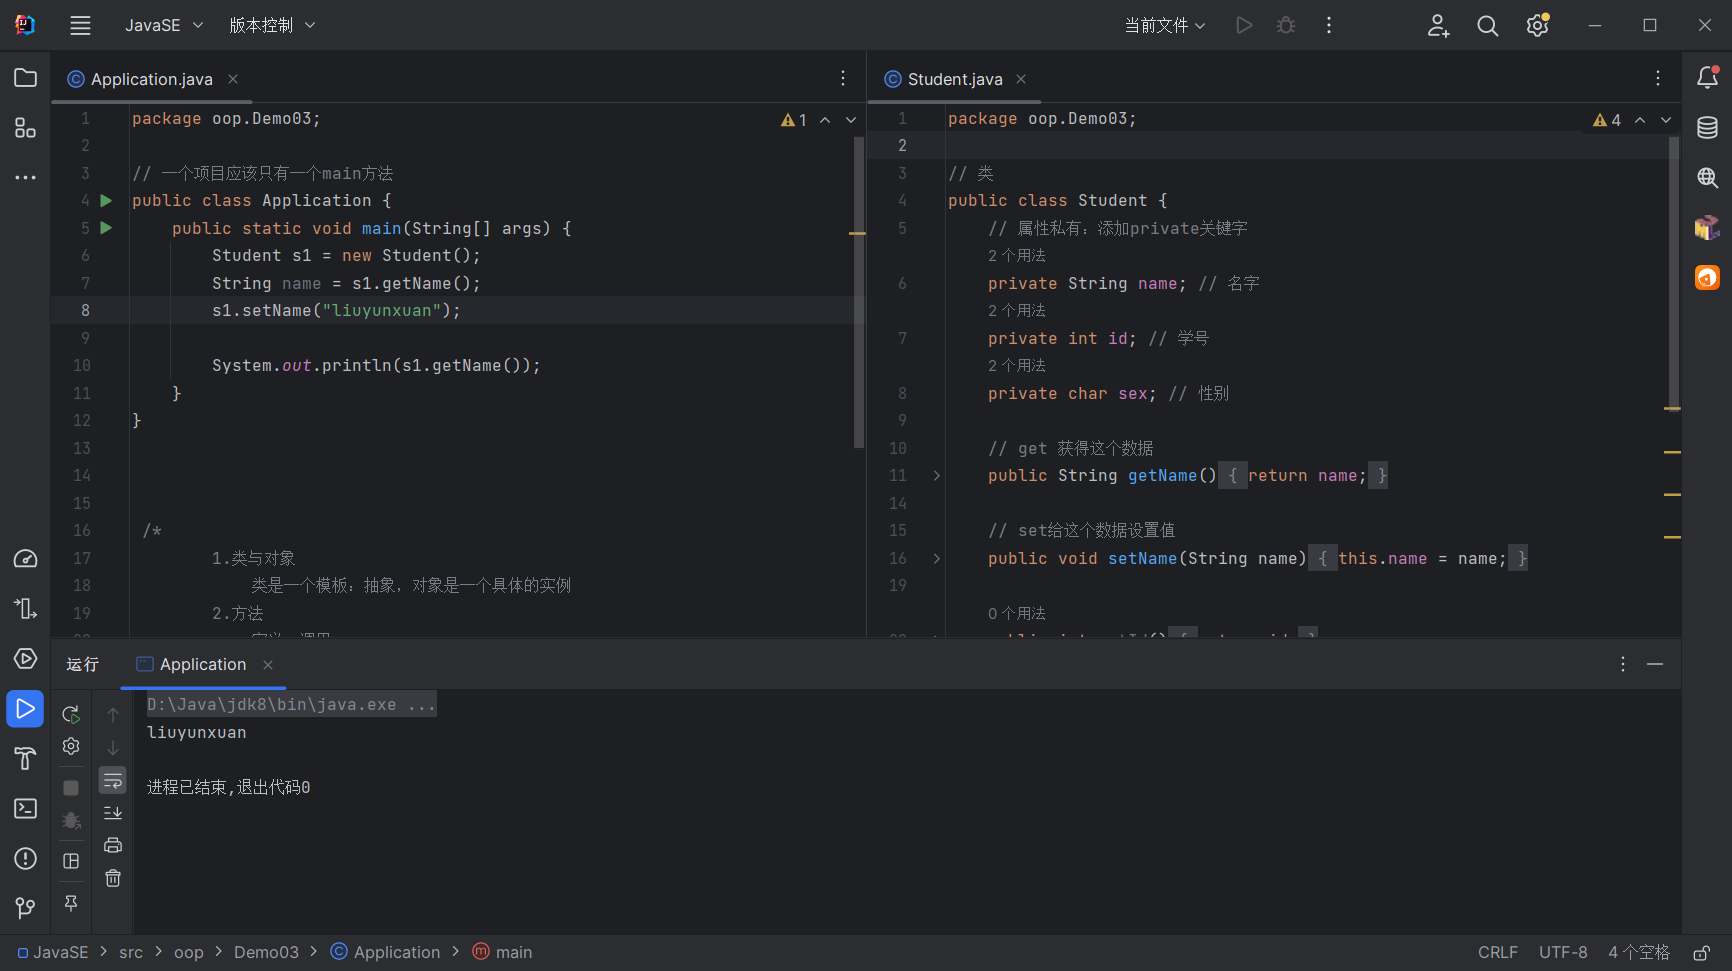 JavaSE 版本控制 当前文件
Application.java
1 package oop.Demo03;
2
3 // 一个项目应该只有一个main方法
4 public class Application {
5 public static void main(String[] args) {
6 Student s1 = new Student();
7 String name = s1.getName();
8 s1.setName("liuyunxuan");
9
10 System.out.println(s1.getName());
11 }
12 }
13
14
15
16 /*
17 1.类与对象
18 类是一个模板：抽象，对象是一个具体的实例
19 2.方法
1
Student.java
1 package oop.Demo03;
2
3 // 类
4 public class Student {
5 // 属性私有：添加private关键字
2 个用法
6 private String name; // 名字
2 个用法
7 private int id; // 学号
2 个用法
8 private char sex; // 性别
9
10 // get 获得这个数据
11 public String getName() { return name; }
14
15 // set给这个数据设置值
16 public void setName(String name) { this.name = name; }
19
0 个用法
4
运行 Application
D:\Java\jdk8\bin\java.exe ...
liuyunxuan
进程已结束,退出代码0
JavaSE > src > oop > Demo03 > Application > main
CRLF UTF-8 4 个空格